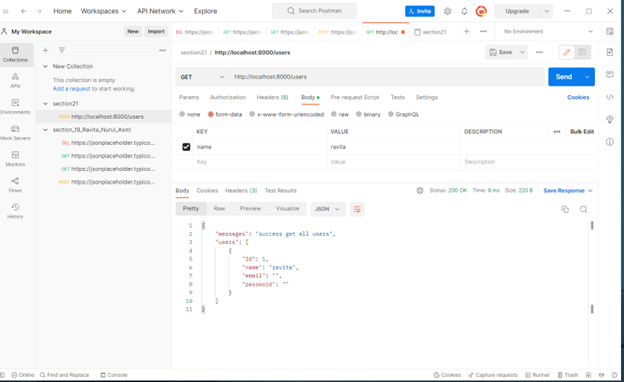 Home Workspaces API Network Explore Search Postman Invite Upgrade
My Workspace New Import DEL https://jsor GET https://jsor GET https://jsor POST https://jsor GET http://loc section21 No Environment
Collections
APIs
Environments
Mock Servers
Monitors
Flows
History
New Collection
This collection is empty
Add a request to start working.
section21
POST http://localhost:8000/users
section_19_Ravita_Nurul_Asmi
DEL https://jsonplaceholder.typico...
GET https://jsonplaceholder.typico...
GET https://jsonplaceholder.typico...
POST https://jsonplaceholder.typico...
section21 / http://localhost:8000/users Save
GET http://localhost:8000/users Send
Params Authorization Headers (8) Body Pre-request Script Tests Settings Cookies
none form-data x-www-form-urlencoded raw binary GraphQL
KEY VALUE DESCRIPTION Bulk Edit
name ravita
Key Value Description
Body Cookies Headers (3) Test Results Status: 200 OK Time: 9 ms Size: 220 B Save Response
Pretty Raw Preview Visualize JSON
1 {
2 "messages": "success get all users",
3 "users": [
4 {
5 "Id": 1,
6 "name": "ravita",
7 "email": "",
8 "password": ""
9 }
10 ]
11 }
Online Find and Replace Console Cookies Capture requests Runner Trash